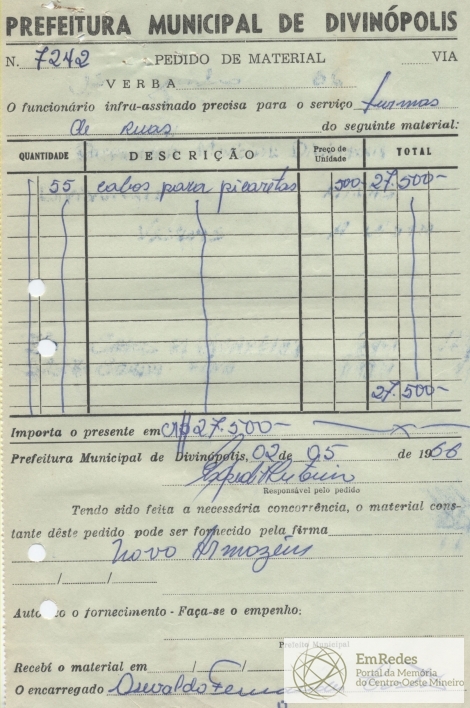 PREFEITURA MUNICIPAL DE DIVINÓPOLIS
N. 7242 PEDIDO DE MATERIAL VIA
VERBA
O funcionário infra-assinado precisa para o serviço turmas
de ruas do seguinte material:
QUANTIDADE DESCRIÇÃO Preço de Unidade TOTAL
55 cabos para picaretas 500- 27.500-
27.500-
Importa o presente em Cr$ 27.500-
Prefeitura Municipal de Divinópolis, 02 de 05 de 1966
Responsável pelo pedido
Tendo sido feita a necessária concorrência, o material cons-
tante dêste pedido pode ser fornecido pela firma
Novo Armazém
/ /
o fornecimento - Faça-se o empenho:
Prefeito Municipal
Recebí o material em / /
O encarregado Oswaldo
EmRedes
Portal da Memória
do Centro-Oeste Mineiro